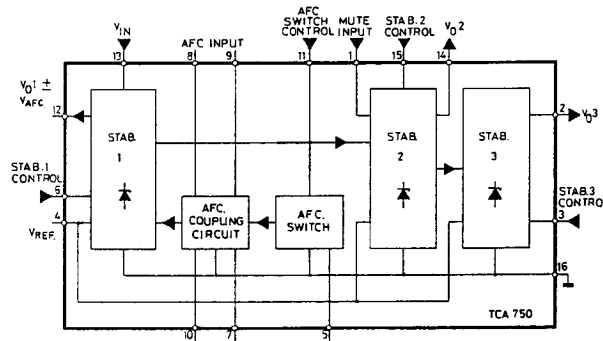 AFC
SWITCH MUTE STAB.2
VIN CONTROL INPUT CONTROL VO2
AFC INPUT
13 8 9 11 1 15 14
VO1 ±
VAFC.
12
STAB.
1
STAB.
2
STAB.
3
2
VO3
STAB.1
CONTROL
6
4
VREF.
AFC.
COUPLING
CIRCUIT
AFC.
SWITCH
STAB.3
CONTROL
3
16
TCA 750
10 7 5